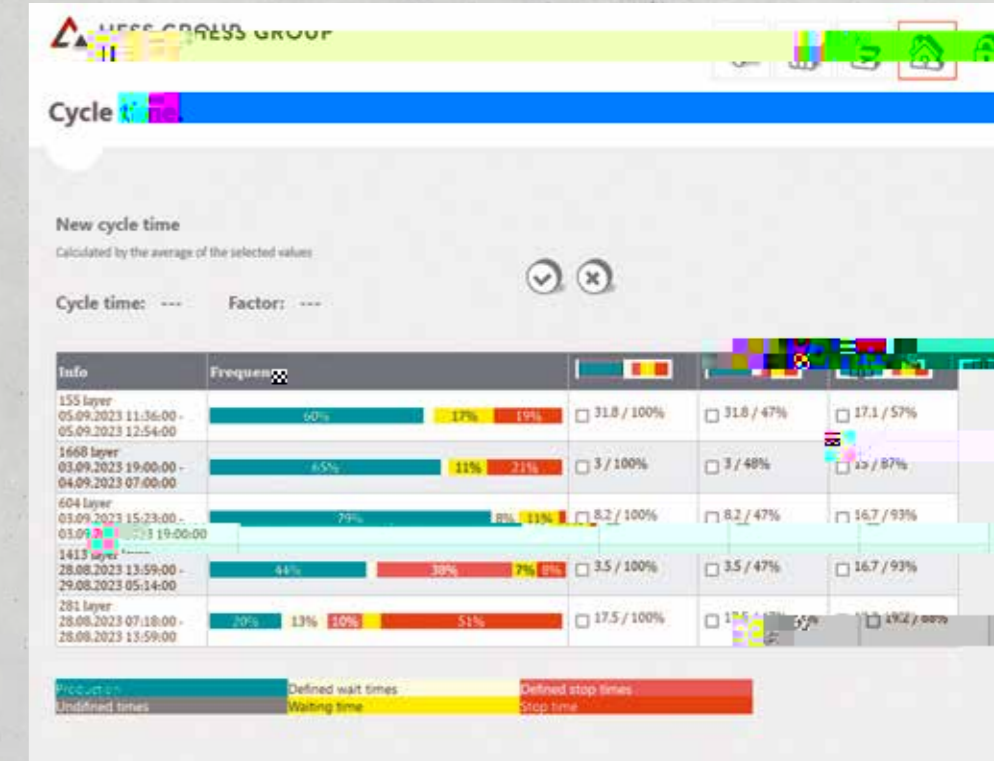 HESS GROUP
Cycle
New cycle time
Calculated by the average of the selected values
Cycle time: --- Factor: ---
Info
155 layer
05.09.2023 11:36:00 -
05.09.2023 12:54:00
60% 17% 19%
31.8 / 100% 31.8 / 47% 17.1 / 57%
1668 layer
03.09.2023 19:00:00 -
04.09.2023 07:00:00
65% 11% 21%
3 / 100% 3 / 48% 87%
604 layer
03.09.2023 15:23:00 -
19:00:00
79% 8% 11%
8.2 / 100% 8.2 / 47% 16.7 / 93%
1413
28.08.2023 13:59:00 -
29.08.2023 05:14:00
44% 38% 7% 8%
3.5 / 100% 3.5 / 47% 16.7 / 93%
281 layer
28.08.2023 07:18:00 -
28.08.2023 13:59:00
20% 13% 10% 51%
17.5 / 100%
Production Defined wait times Defined stop times
Undifined times Waiting time Stop time